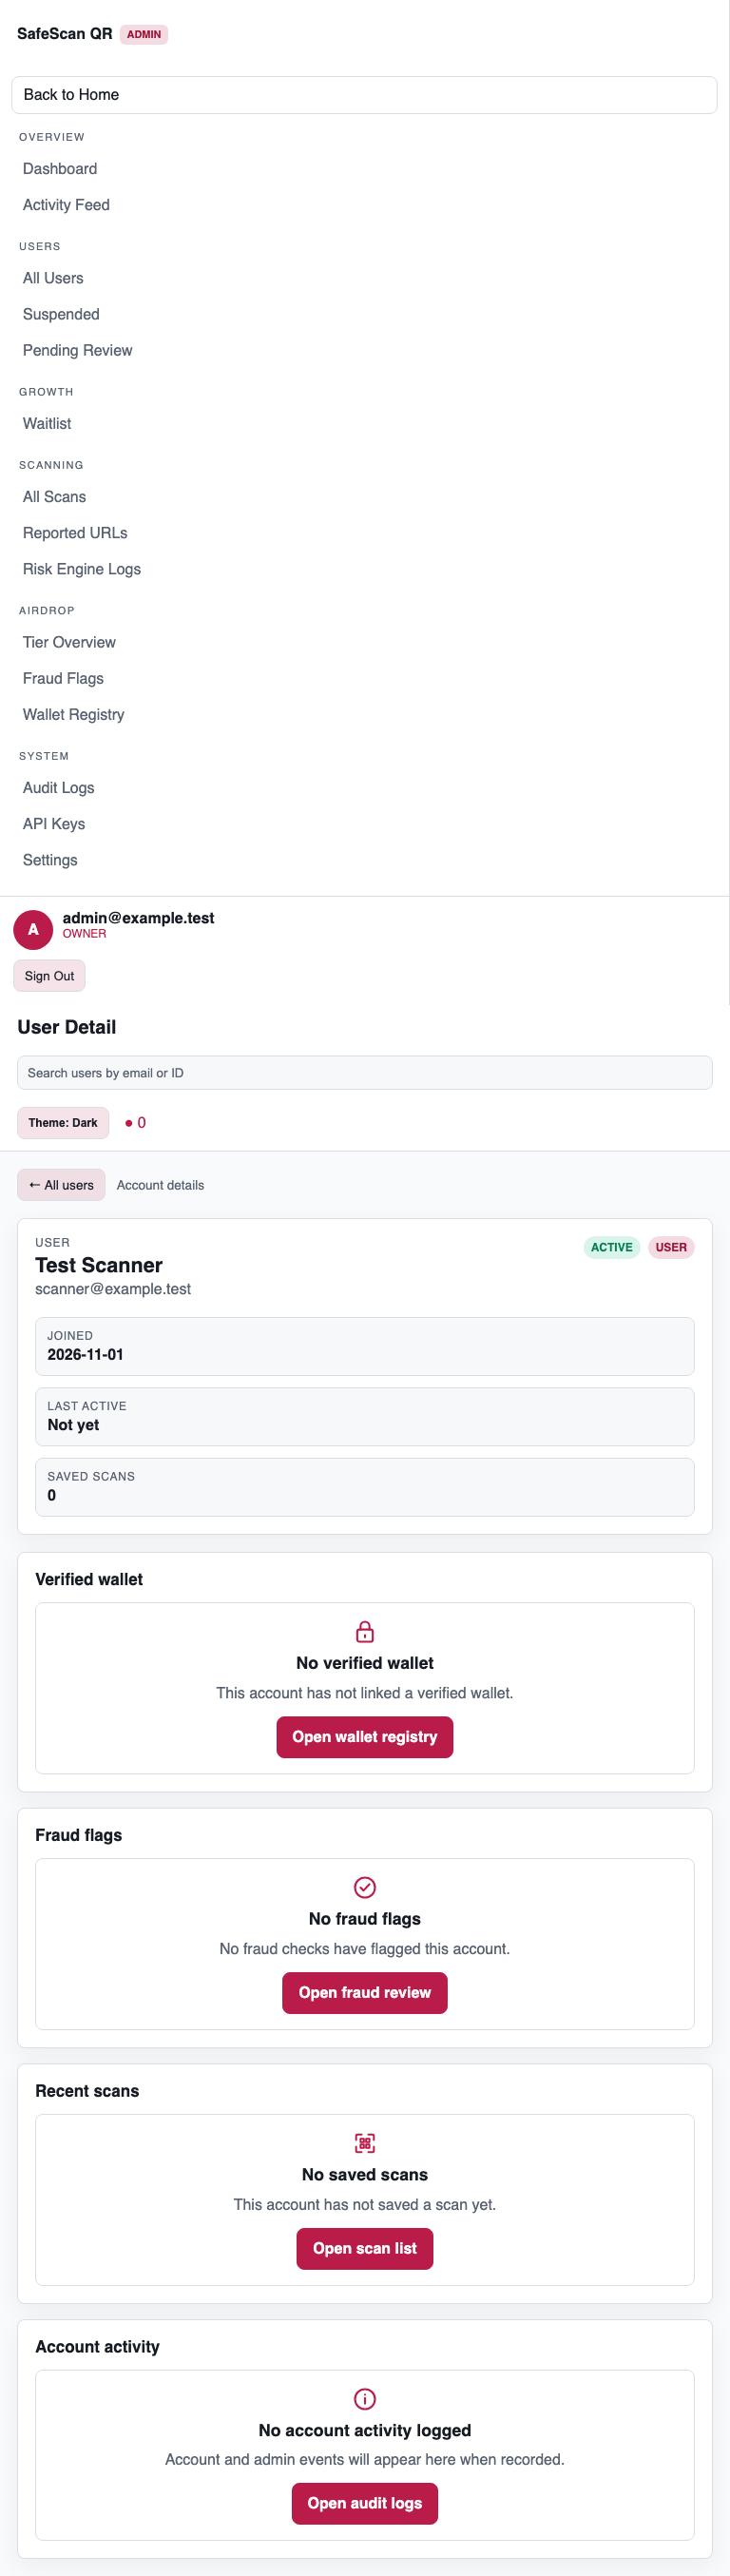 SafeScan QR ADMIN
Back to Home
OVERVIEW
Dashboard
Activity Feed
USERS
All Users
Suspended
Pending Review
GROWTH
Waitlist
SCANNING
All Scans
Reported URLs
Risk Engine Logs
AIRDROP
Tier Overview
Fraud Flags
Wallet Registry
SYSTEM
Audit Logs
API Keys
Settings
A
admin@example.test
OWNER
Sign Out
User Detail
Search users by email or ID
Theme: Dark ● 0
← All users Account details
USER ACTIVE USER
Test Scanner
scanner@example.test
JOINED
2026-11-01
LAST ACTIVE
Not yet
SAVED SCANS
0
Verified wallet
No verified wallet
This account has not linked a verified wallet.
Open wallet registry
Fraud flags
No fraud flags
No fraud checks have flagged this account.
Open fraud review
Recent scans
No saved scans
This account has not saved a scan yet.
Open scan list
Account activity
No account activity logged
Account and admin events will appear here when recorded.
Open audit logs